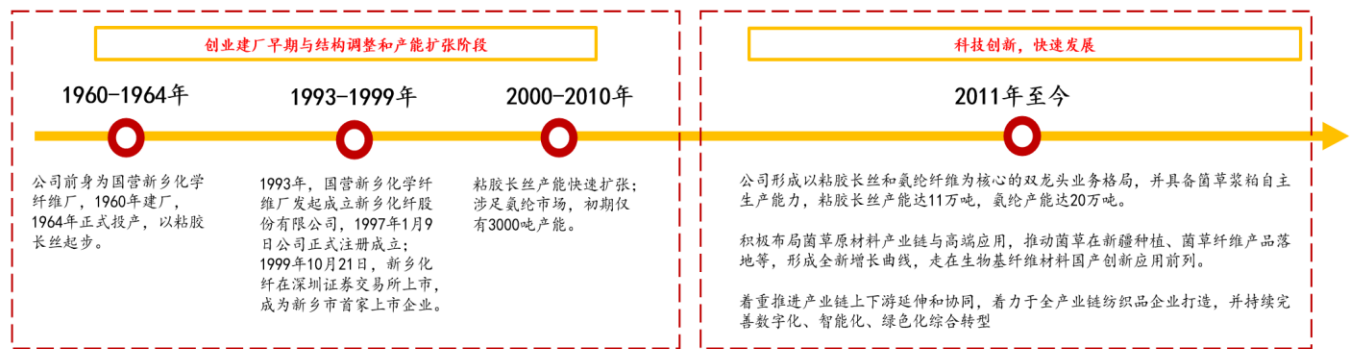 创业建厂早期与结构调整和产能扩张阶段
1960-1964年
公司前身为国营新乡化学
纤维厂，1960年建厂，
1964年正式投产，以粘胶
长丝起步。
1993-1999年
1993年，国营新乡化学纤
维厂发起成立新乡化纤股
份有限公司，1997年1月9
日公司正式注册成立；
1999年10月21日，新乡化
纤在深圳证券交易所上市，
成为新乡市首家上市企业。
2000-2010年
粘胶长丝产能快速扩张；
涉足氨纶市场，初期仅
有3000吨产能。
科技创新，快速发展
2011年至今
公司形成以粘胶长丝和氨纶纤维为核心的双龙头业务格局，并具备菌草浆粕自主
生产能力，粘胶长丝产能达11万吨，氨纶产能达20万吨。
积极布局菌草原材料产业链与高端应用，推动菌草在新疆种植、菌草纤维产品落
地等，形成全新增长曲线，走在生物基纤维材料国产创新应用前列。
着重推进产业链上下游延伸和协同，着力于全产业链纺织品企业打造，并持续完
善数字化、智能化、绿色化综合转型